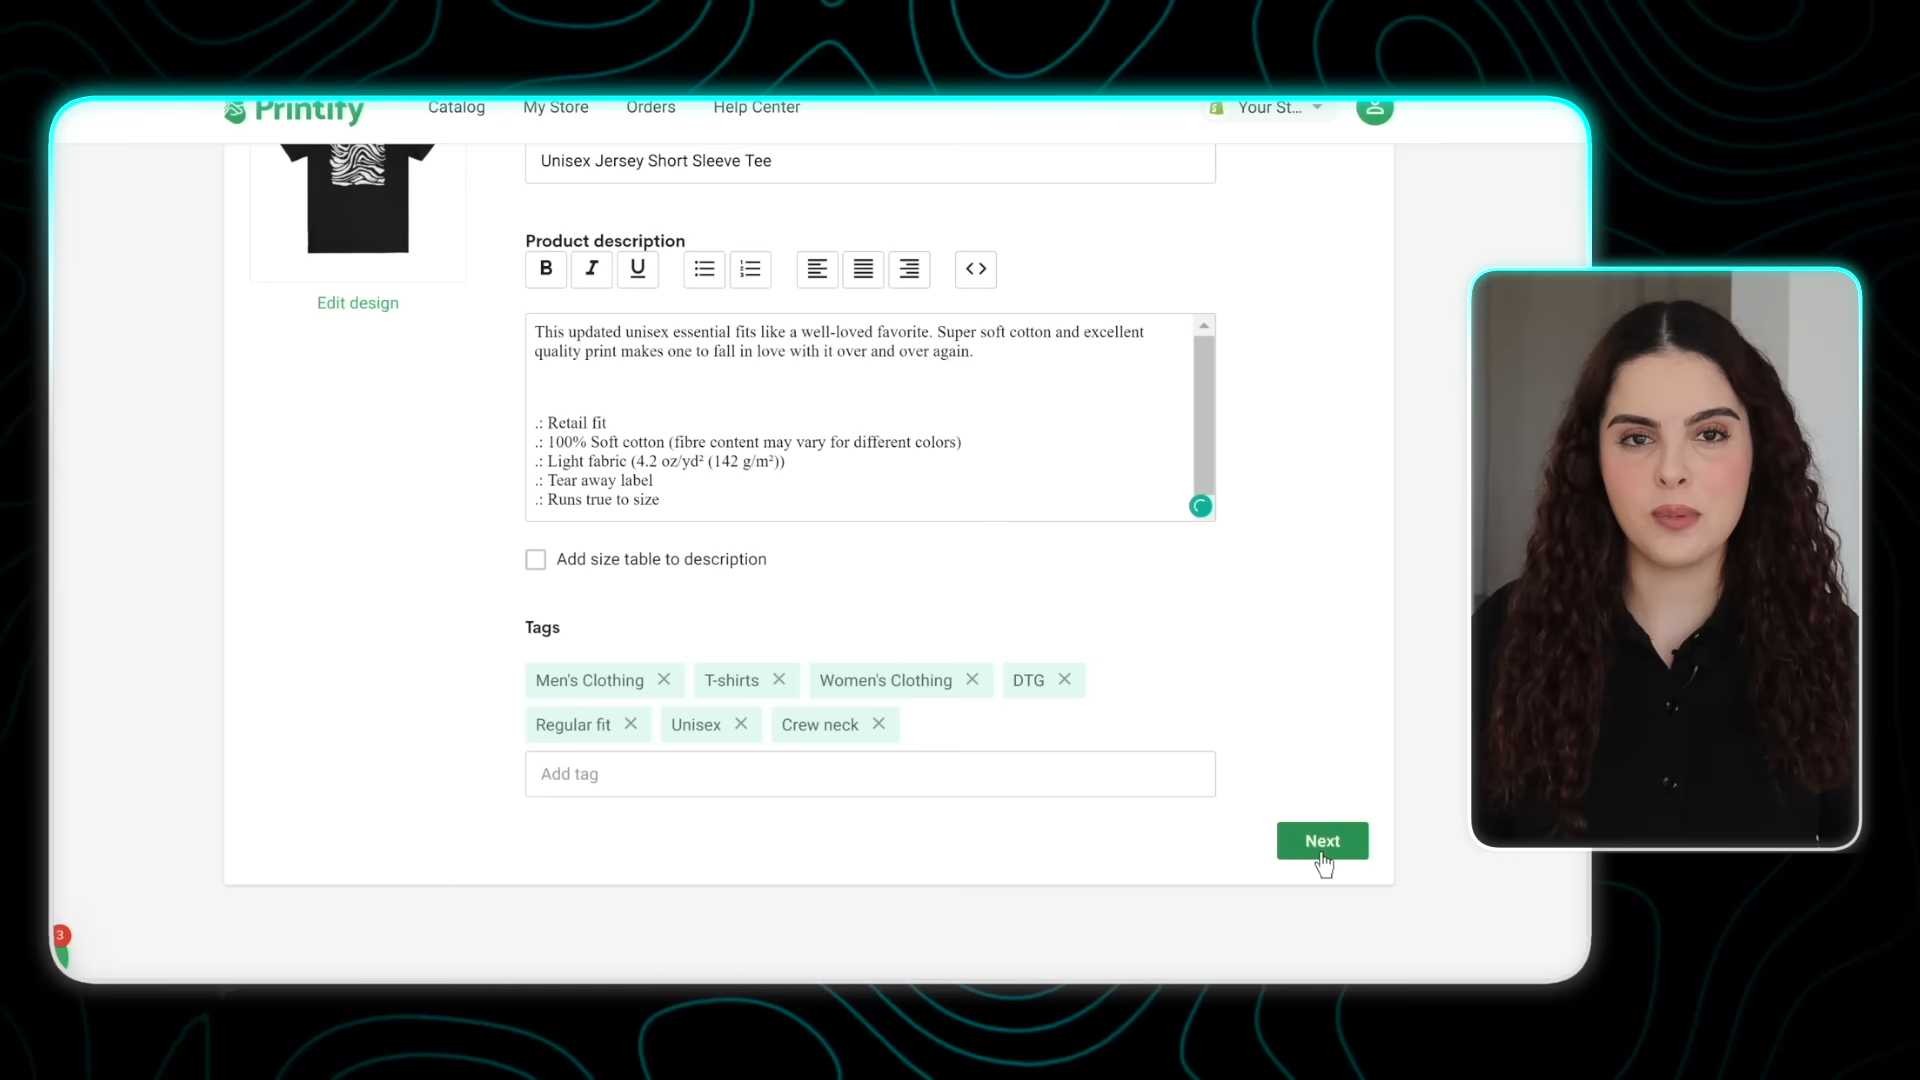 Printify
Catalog
My Store
Orders
Help Center
Your St...
Unisex Jersey Short Sleeve Tee
Edit design
Product description
B I U
This updated unisex essential fits like a well-loved favorite. Super soft cotton and excellent
quality print makes one to fall in love with it over and over again.
.: Retail fit
.: 100% Soft cotton (fibre content may vary for different colors)
.: Light fabric (4.2 oz/yd² (142 g/m²))
.: Tear away label
.: Runs true to size
Add size table to description
Tags
Men's Clothing
T-shirts
Women's Clothing
DTG
Regular fit
Unisex
Crew neck
Add tag
Next
3